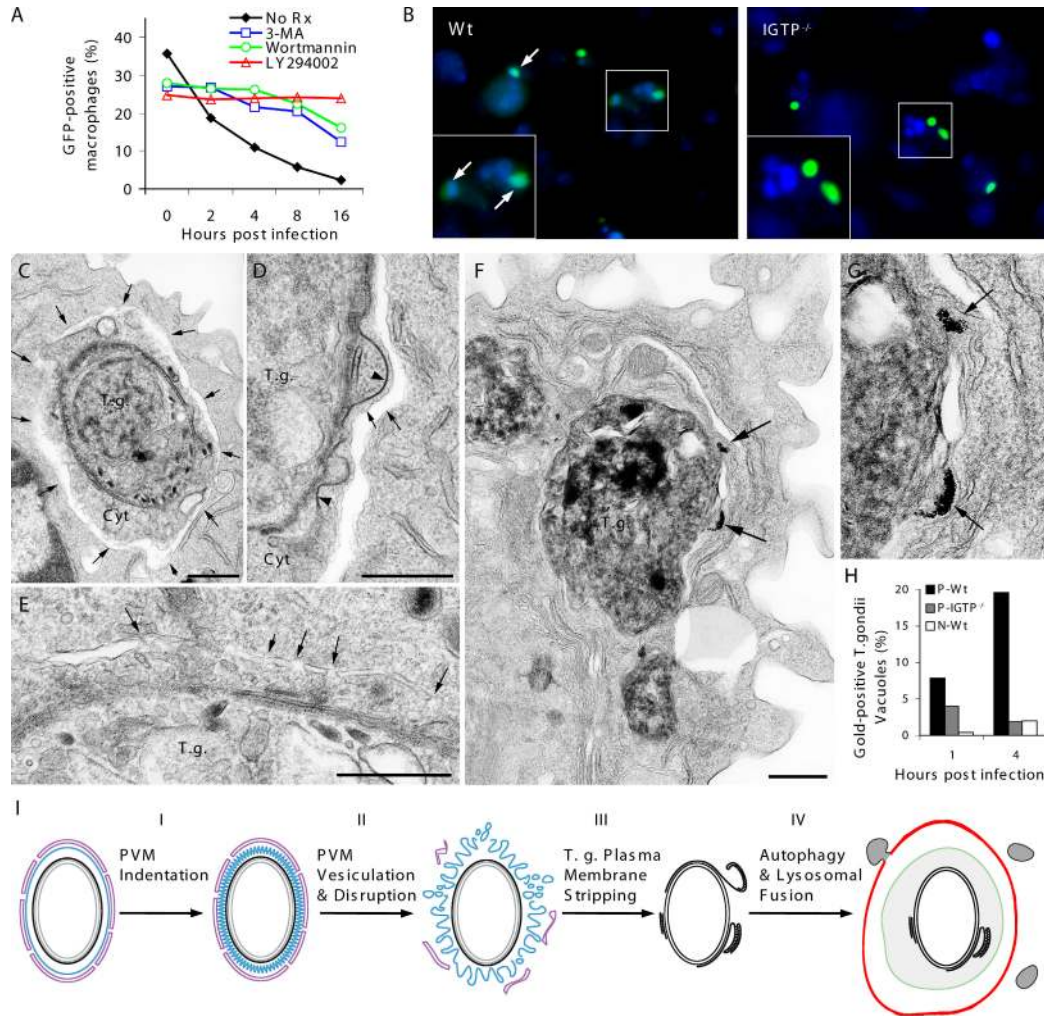 A
No Rx
3-MA
Wortmannin
LY294002
GFP-positive
macrophages (%)
40
30
20
10
0
0 2 4 8 16
Hours post infection
B
Wt
IGTP-/-
C
T.g.
Cyt
D
T.g.
Cyt
E
T.g.
F
T.g.
G
H
P-Wt
P-IGTP-/-
N-Wt
Gold-positive T.gondii
Vacuoles (%)
20
15
10
5
0
1 4
Hours post infection
I
I
PVM
Indentation
II
PVM
Vesiculation
& Disruption
III
T. g. Plasma
Membrane
Stripping
IV
Autophagy
& Lysosomal
Fusion